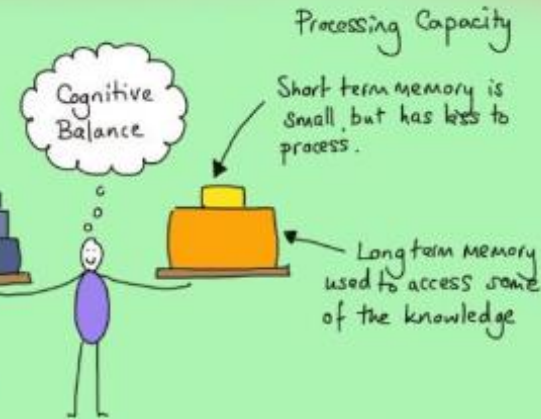 Processing Capacity
Cognitive
Balance
Short term memory is
small, but has less to
process.
Long term memory
used to access some
of the knowledge